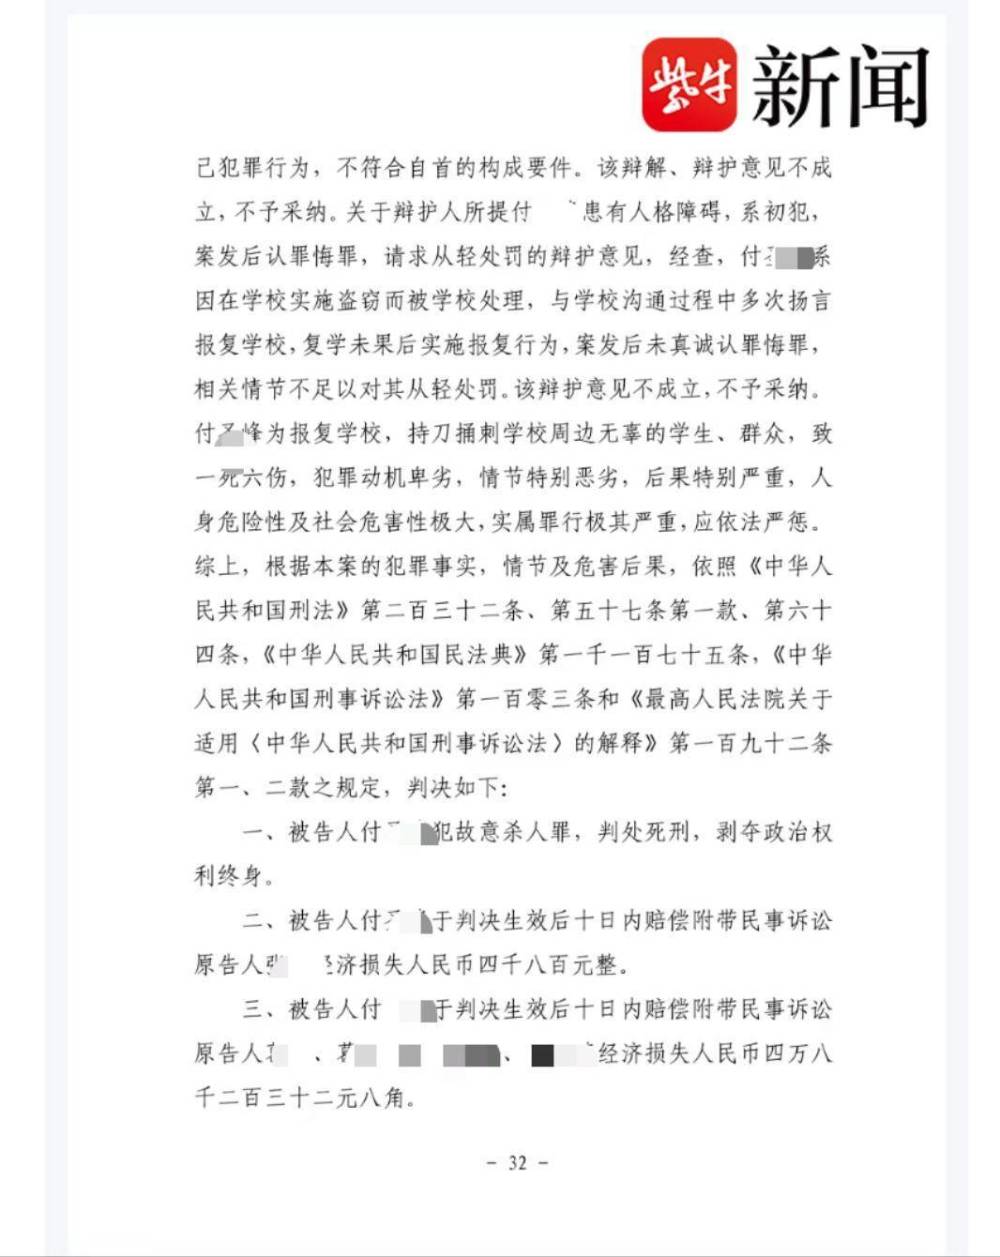 紫牛 新闻
己犯罪行为，不符合自首的构成要件。该辩解、辩护意见不成
立，不予采纳。关于辩护人所提付 患有人格障碍，系初犯，
案发后认罪悔罪，请求从轻处罚的辩护意见，经查，付 系
因在学校实施盗窃而被学校处理，与学校沟通过程中多次扬言
报复学校，复学未果后实施报复行为，案发后未真诚认罪悔罪，
相关情节不足以对其从轻处罚。该辩护意见不成立，不予采纳。
付 峰为报复学校，持刀捅刺学校周边无辜的学生、群众，致
一死六伤，犯罪动机卑劣，情节特别恶劣，后果特别严重，人
身危险性及社会危害性极大，实属罪行极其严重，应依法严惩。
综上，根据本案的犯罪事实，情节及危害后果，依照《中华人
民共和国刑法》第二百三十二条、第五十七条第一款、第六十
四条，《中华人民共和国民法典》第一千一百七十五条，《中华
人民共和国刑事诉讼法》第一百零三条和《最高人民法院关于
适用〈中华人民共和国刑事诉讼法〉的解释》第一百九十二条
第一、二款之规定，判决如下：
一、被告人付 犯故意杀人罪，判处死刑，剥夺政治权
利终身。
二、被告人付 于判决生效后十日内赔偿附带民事诉讼
原告人张 经济损失人民币四千八百元整。
三、被告人付 于判决生效后十日内赔偿附带民事诉讼
原告人 、 、 经济损失人民币四万八
千二百三十二元八角。
- 32 -